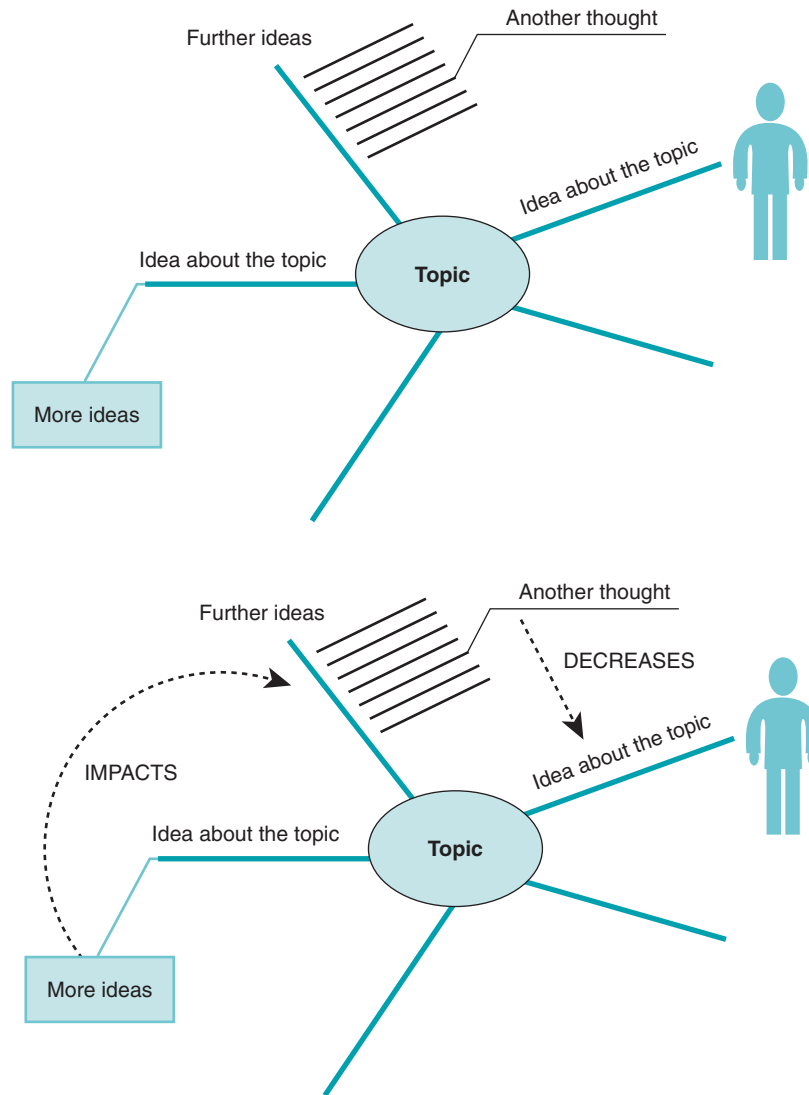 Another thought
Further ideas
Idea about the topic
Idea about the topic
Topic
More ideas
Another thought
Further ideas
DECREASES
Idea about the topic
IMPACTS
Idea about the topic
Topic
More ideas